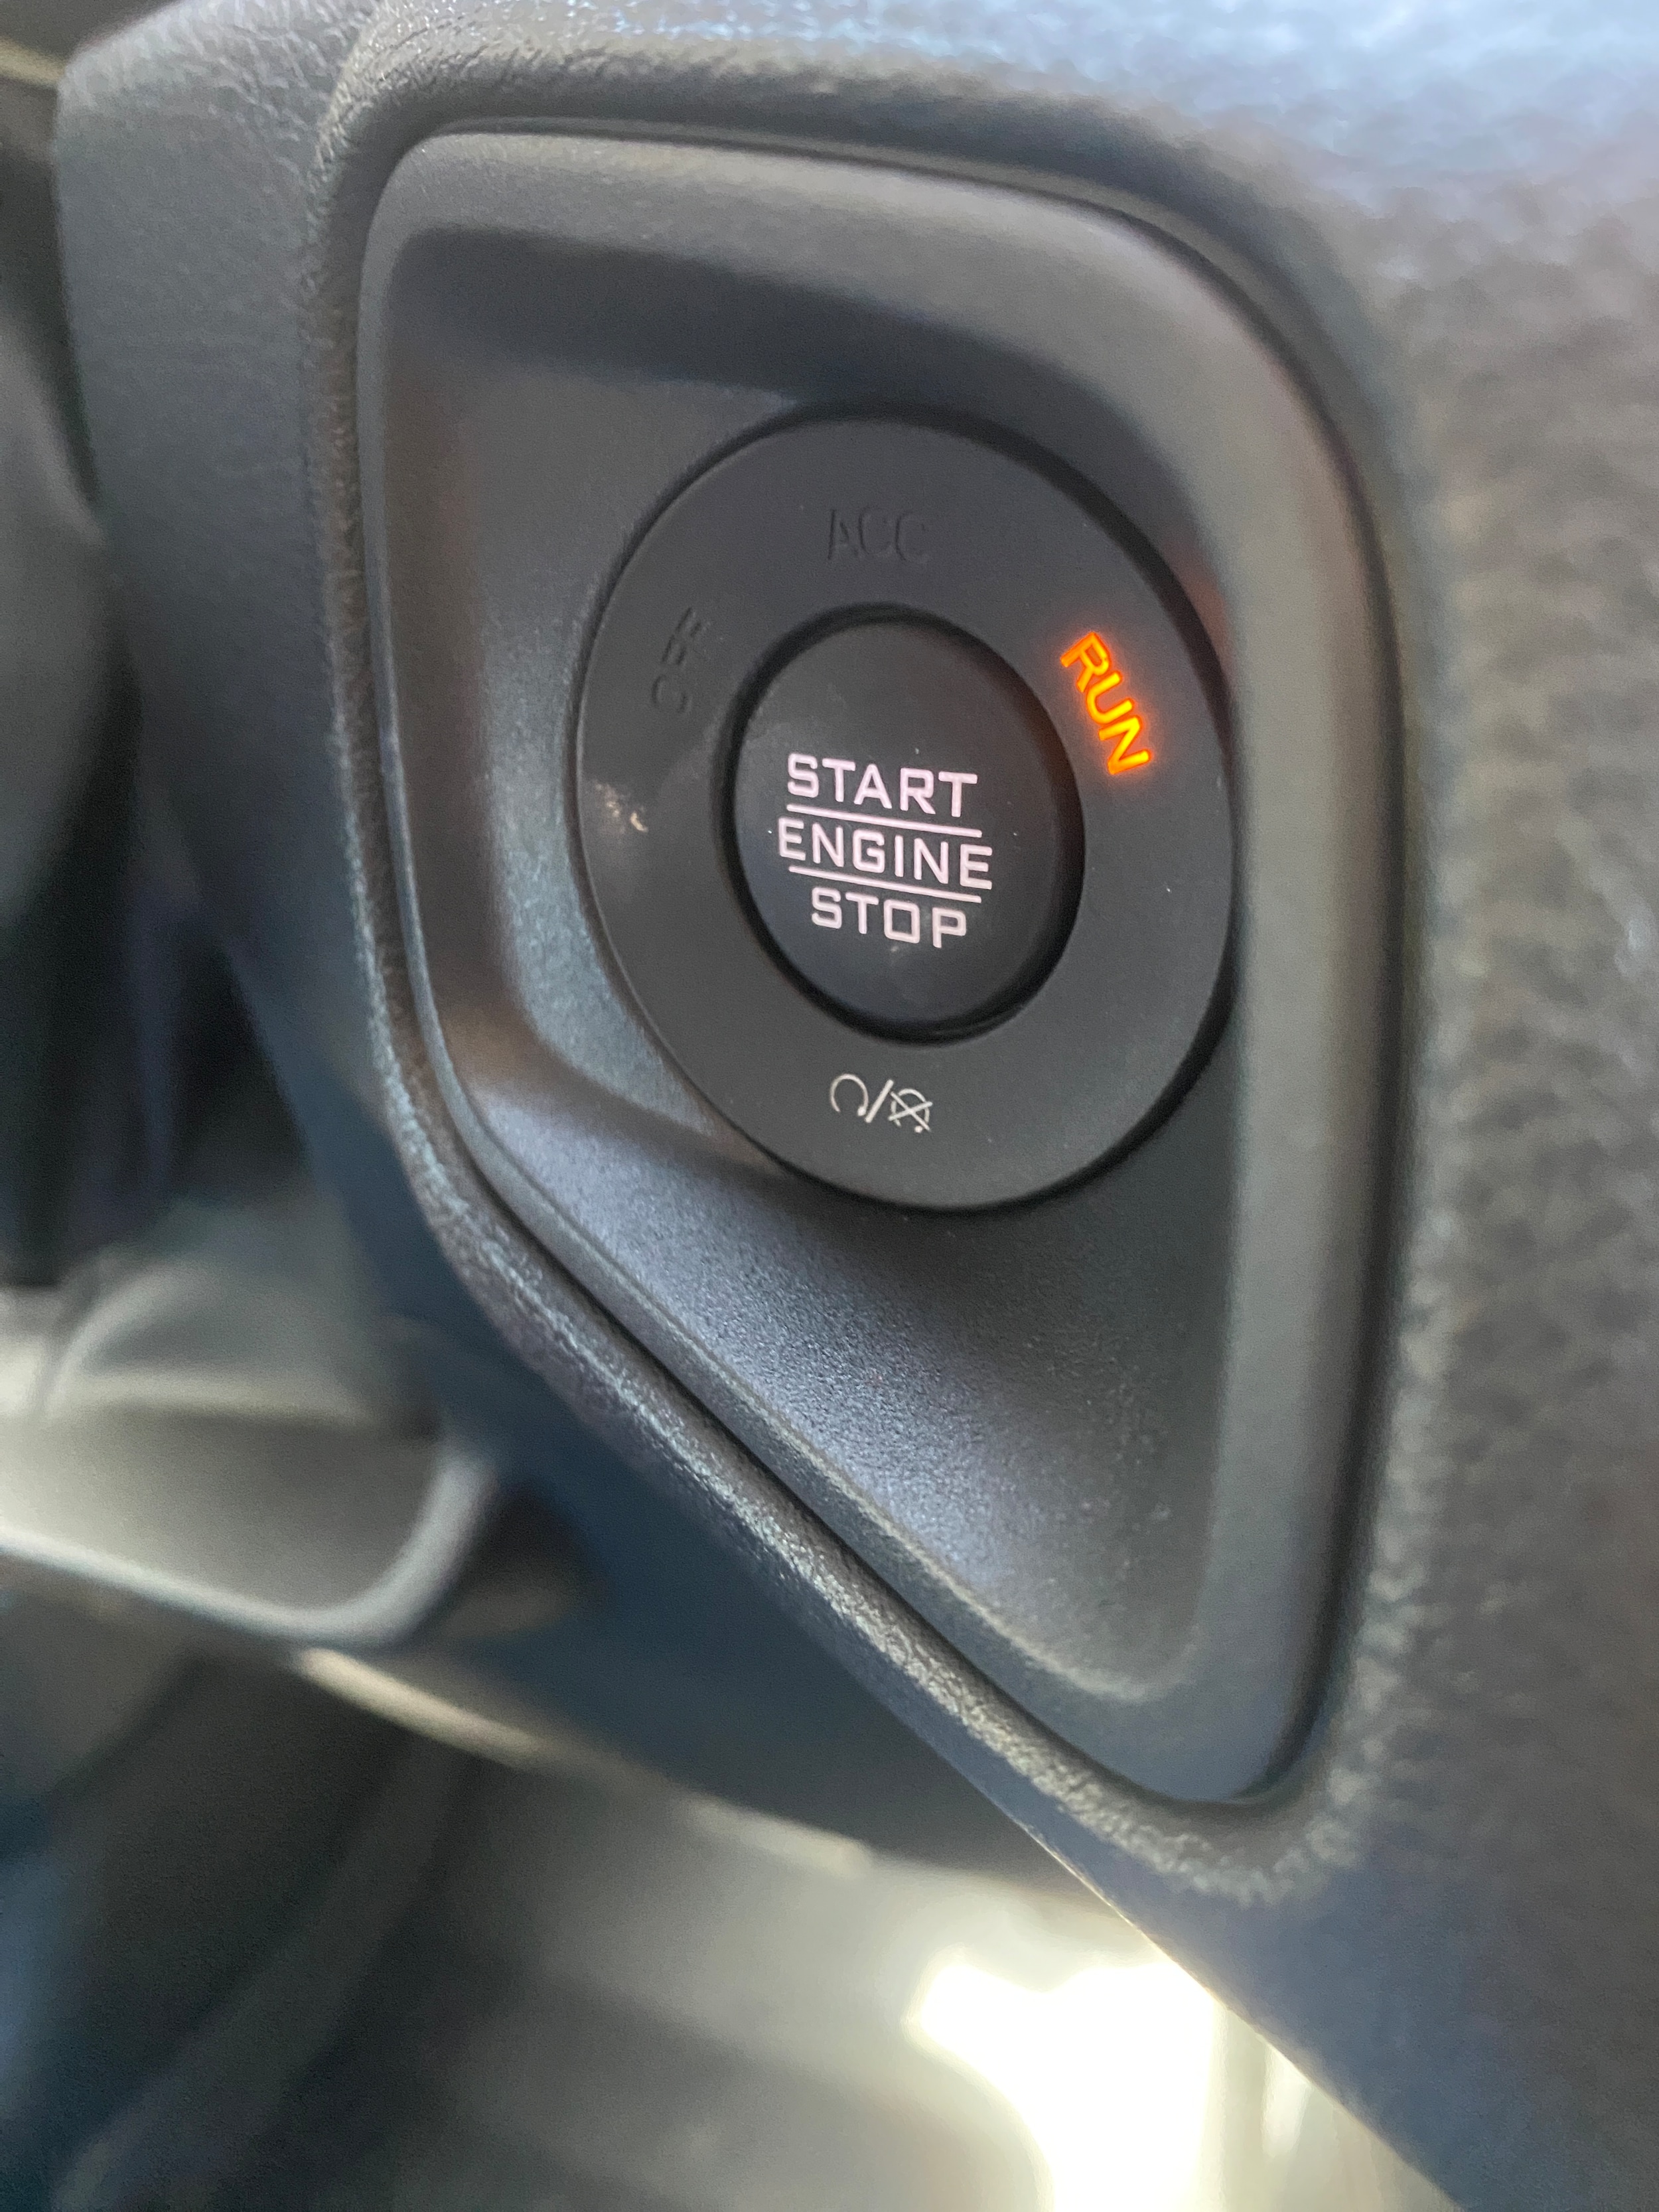 ACC
OFF
RUN
START
ENGINE
STOP